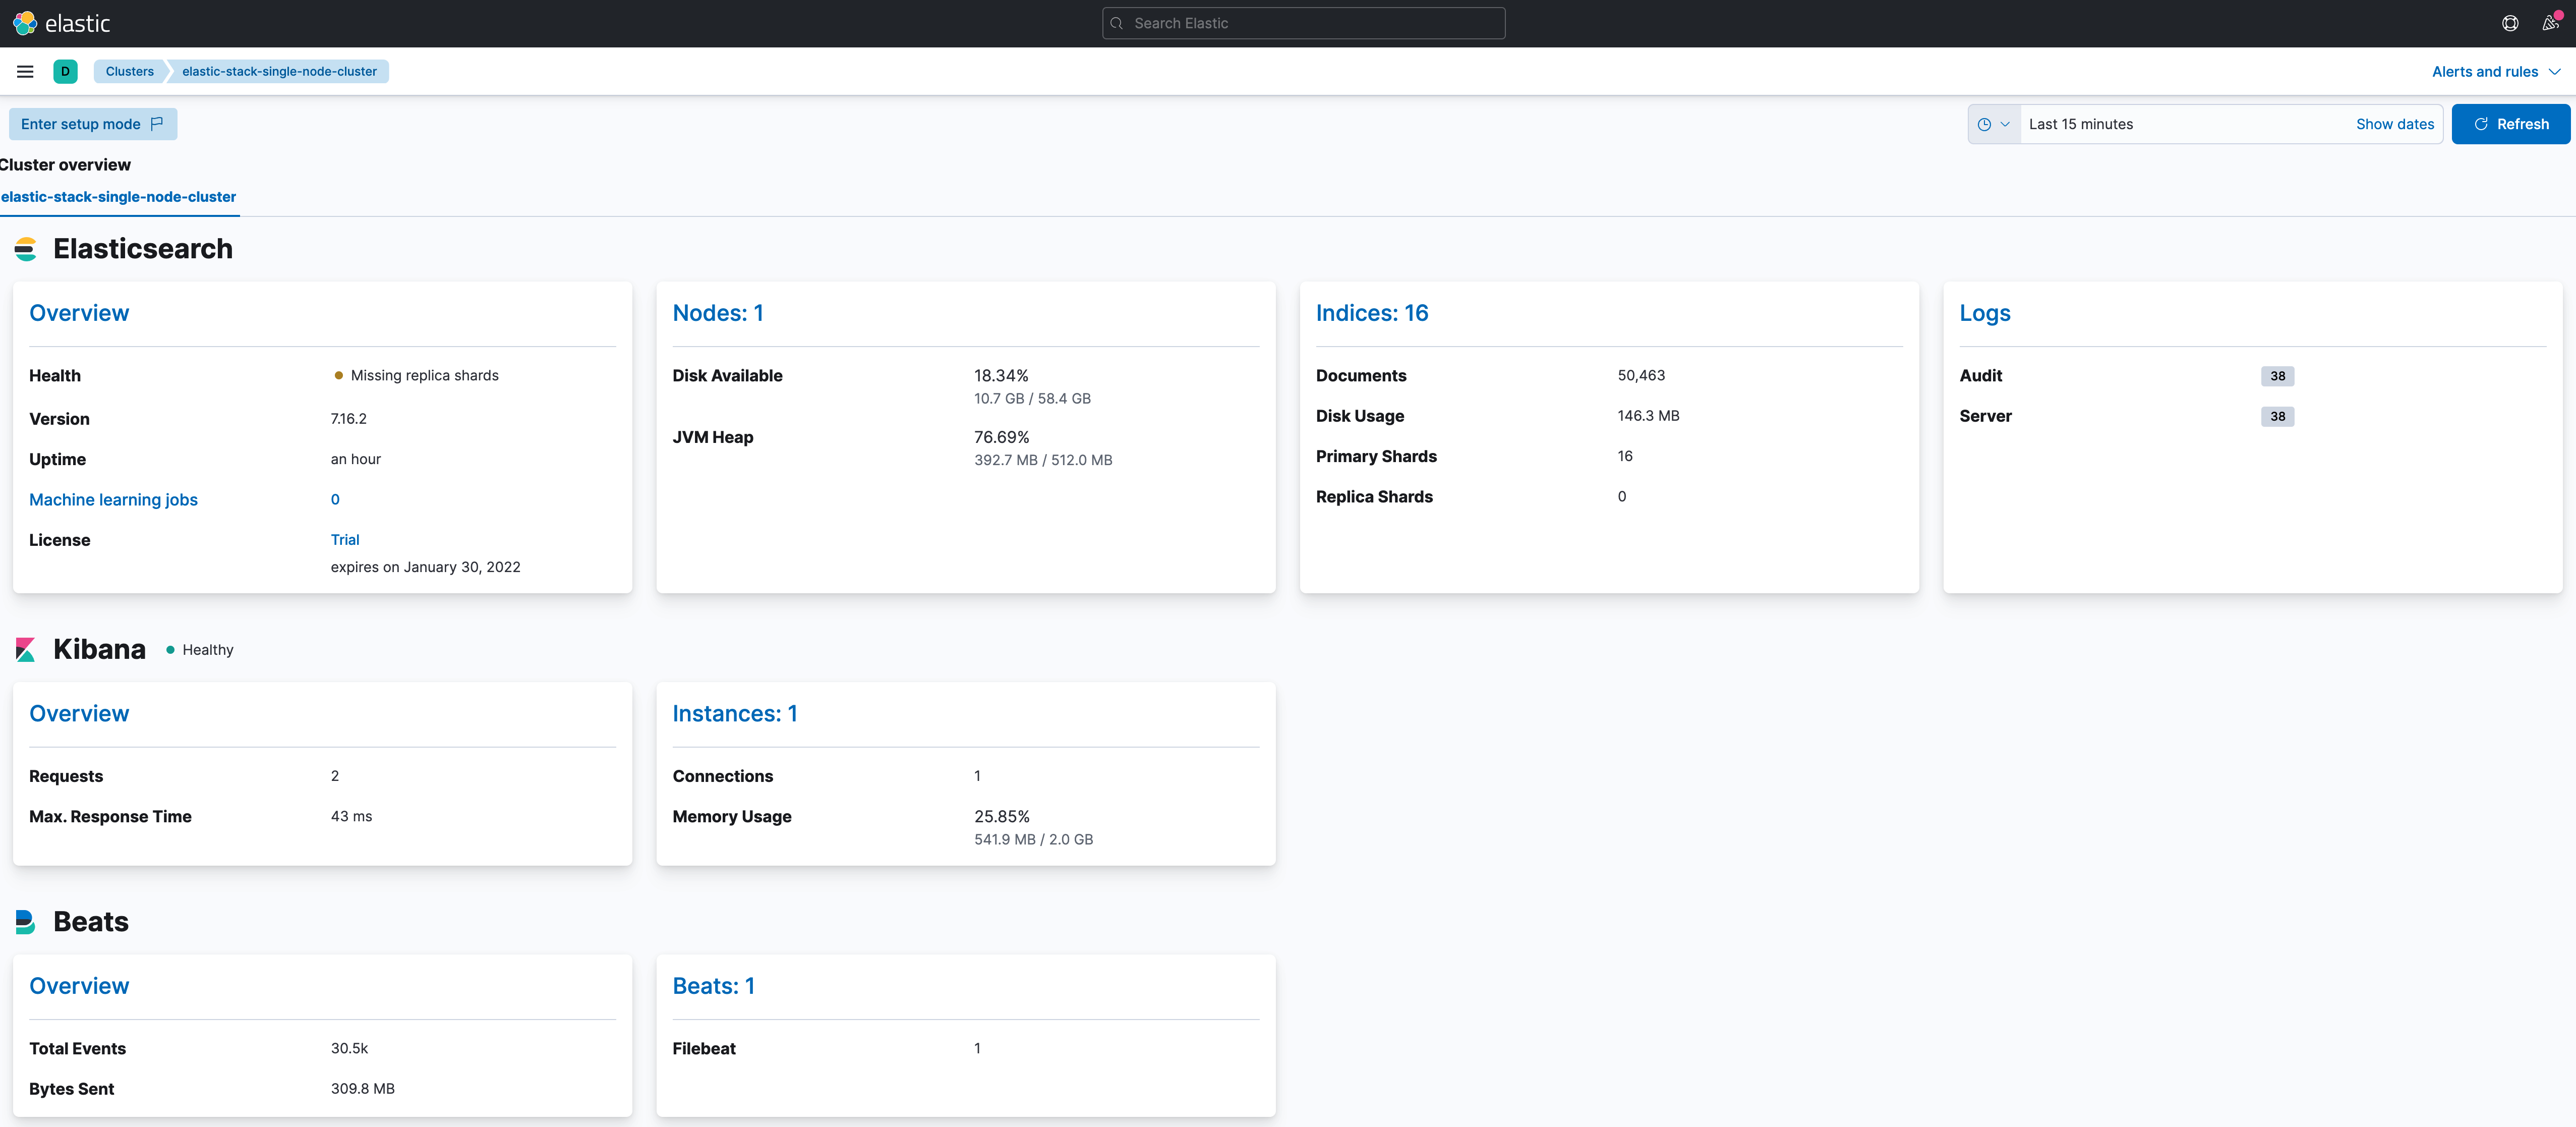 elastic
Search Elastic
D
Clusters
elastic-stack-single-node-cluster
Alerts and rules
Enter setup mode
Last 15 minutes
Show dates
Refresh
Cluster overview
elastic-stack-single-node-cluster
Elasticsearch
Overview
Health
Missing replica shards
Version
7.16.2
Uptime
an hour
Machine learning jobs
0
License
Trial
expires on January 30, 2022
Nodes: 1
Disk Available
18.34%
10.7 GB / 58.4 GB
JVM Heap
76.69%
392.7 MB / 512.0 MB
Indices: 16
Documents
50,463
Disk Usage
146.3 MB
Primary Shards
16
Replica Shards
0
Logs
Audit
38
Server
38
Kibana
Healthy
Overview
Requests
2
Max. Response Time
43 ms
Instances: 1
Connections
1
Memory Usage
25.85%
541.9 MB / 2.0 GB
Beats
Overview
Total Events
30.5k
Bytes Sent
309.8 MB
Beats: 1
Filebeat
1